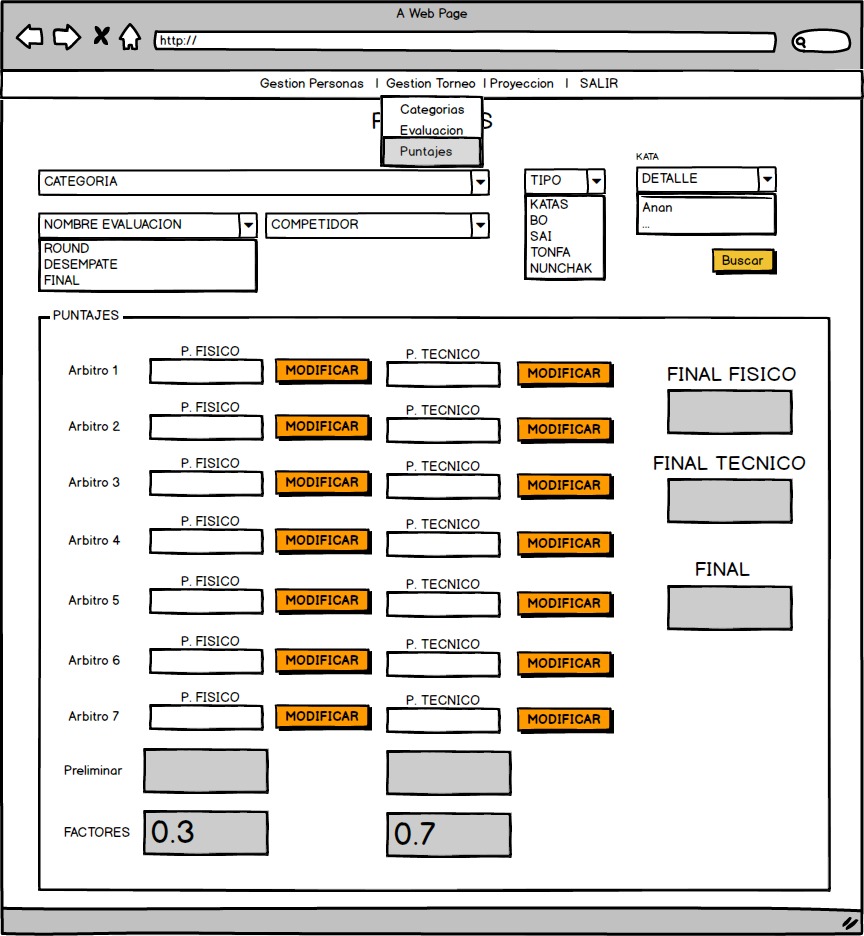 A Web Page
http://
Gestion Personas | Gestion Torneo | Proyeccion | SALIR
Categorias
Evaluacion
Puntajes
KATA
CATEGORIA
TIPO
DETALLE
KATAS
BO
SAI
TONFA
NUNCHAK
Anan
...
NOMBRE EVALUACION
COMPETIDOR
ROUND
DESEMPATE
FINAL
Buscar
PUNTAJES
P. FISICO P. TECNICO
Arbitro 1 MODIFICAR MODIFICAR
FINAL FISICO
P. FISICO P. TECNICO
Arbitro 2 MODIFICAR MODIFICAR
FINAL TECNICO
P. FISICO P. TECNICO
Arbitro 3 MODIFICAR MODIFICAR
P. FISICO P. TECNICO
Arbitro 4 MODIFICAR MODIFICAR
FINAL
P. FISICO P. TECNICO
Arbitro 5 MODIFICAR MODIFICAR
P. FISICO P. TECNICO
Arbitro 6 MODIFICAR MODIFICAR
P. FISICO P. TECNICO
Arbitro 7 MODIFICAR MODIFICAR
Preliminar
FACTORES 0.3 0.7